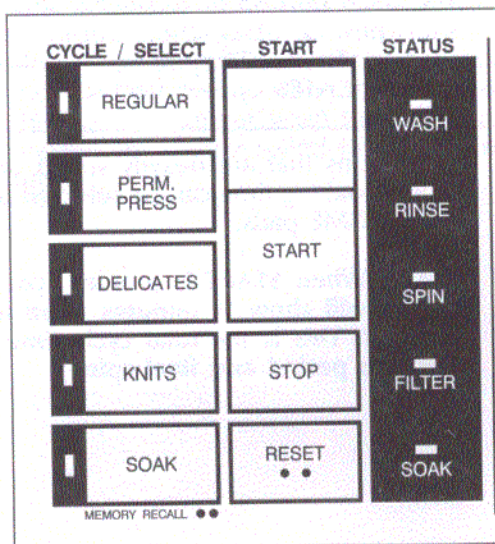 CYCLE / SELECT
REGULAR
PERM.
PRESS
DELICATES
KNITS
SOAK
MEMORY RECALL ●●
START
START
STOP
RESET
● ●
STATUS
WASH
RINSE
SPIN
FILTER
SOAK